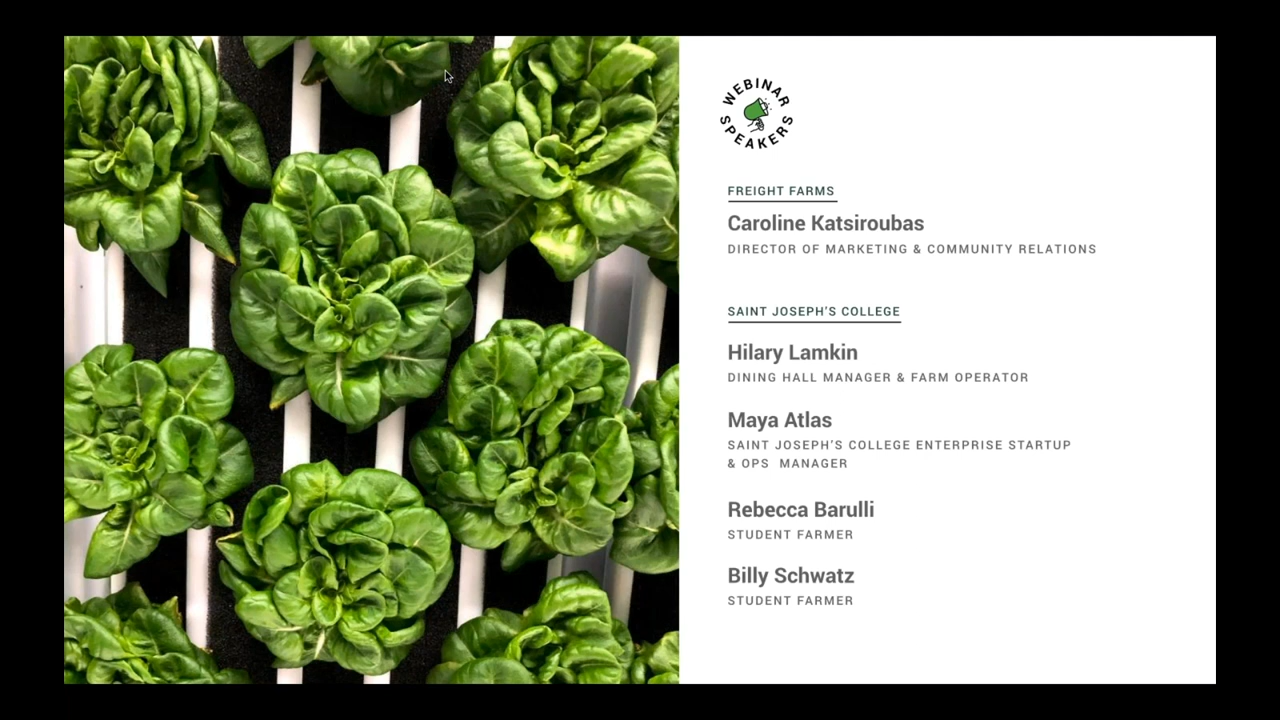 WEBINAR
SPEAKERS
FREIGHT FARMS
Caroline Katsiroubas
DIRECTOR OF MARKETING & COMMUNITY RELATIONS
SAINT JOSEPH'S COLLEGE
Hilary Lamkin
DINING HALL MANAGER & FARM OPERATOR
Maya Atlas
SAINT JOSEPH'S COLLEGE ENTERPRISE STARTUP
& OPS MANAGER
Rebecca Barulli
STUDENT FARMER
Billy Schwatz
STUDENT FARMER